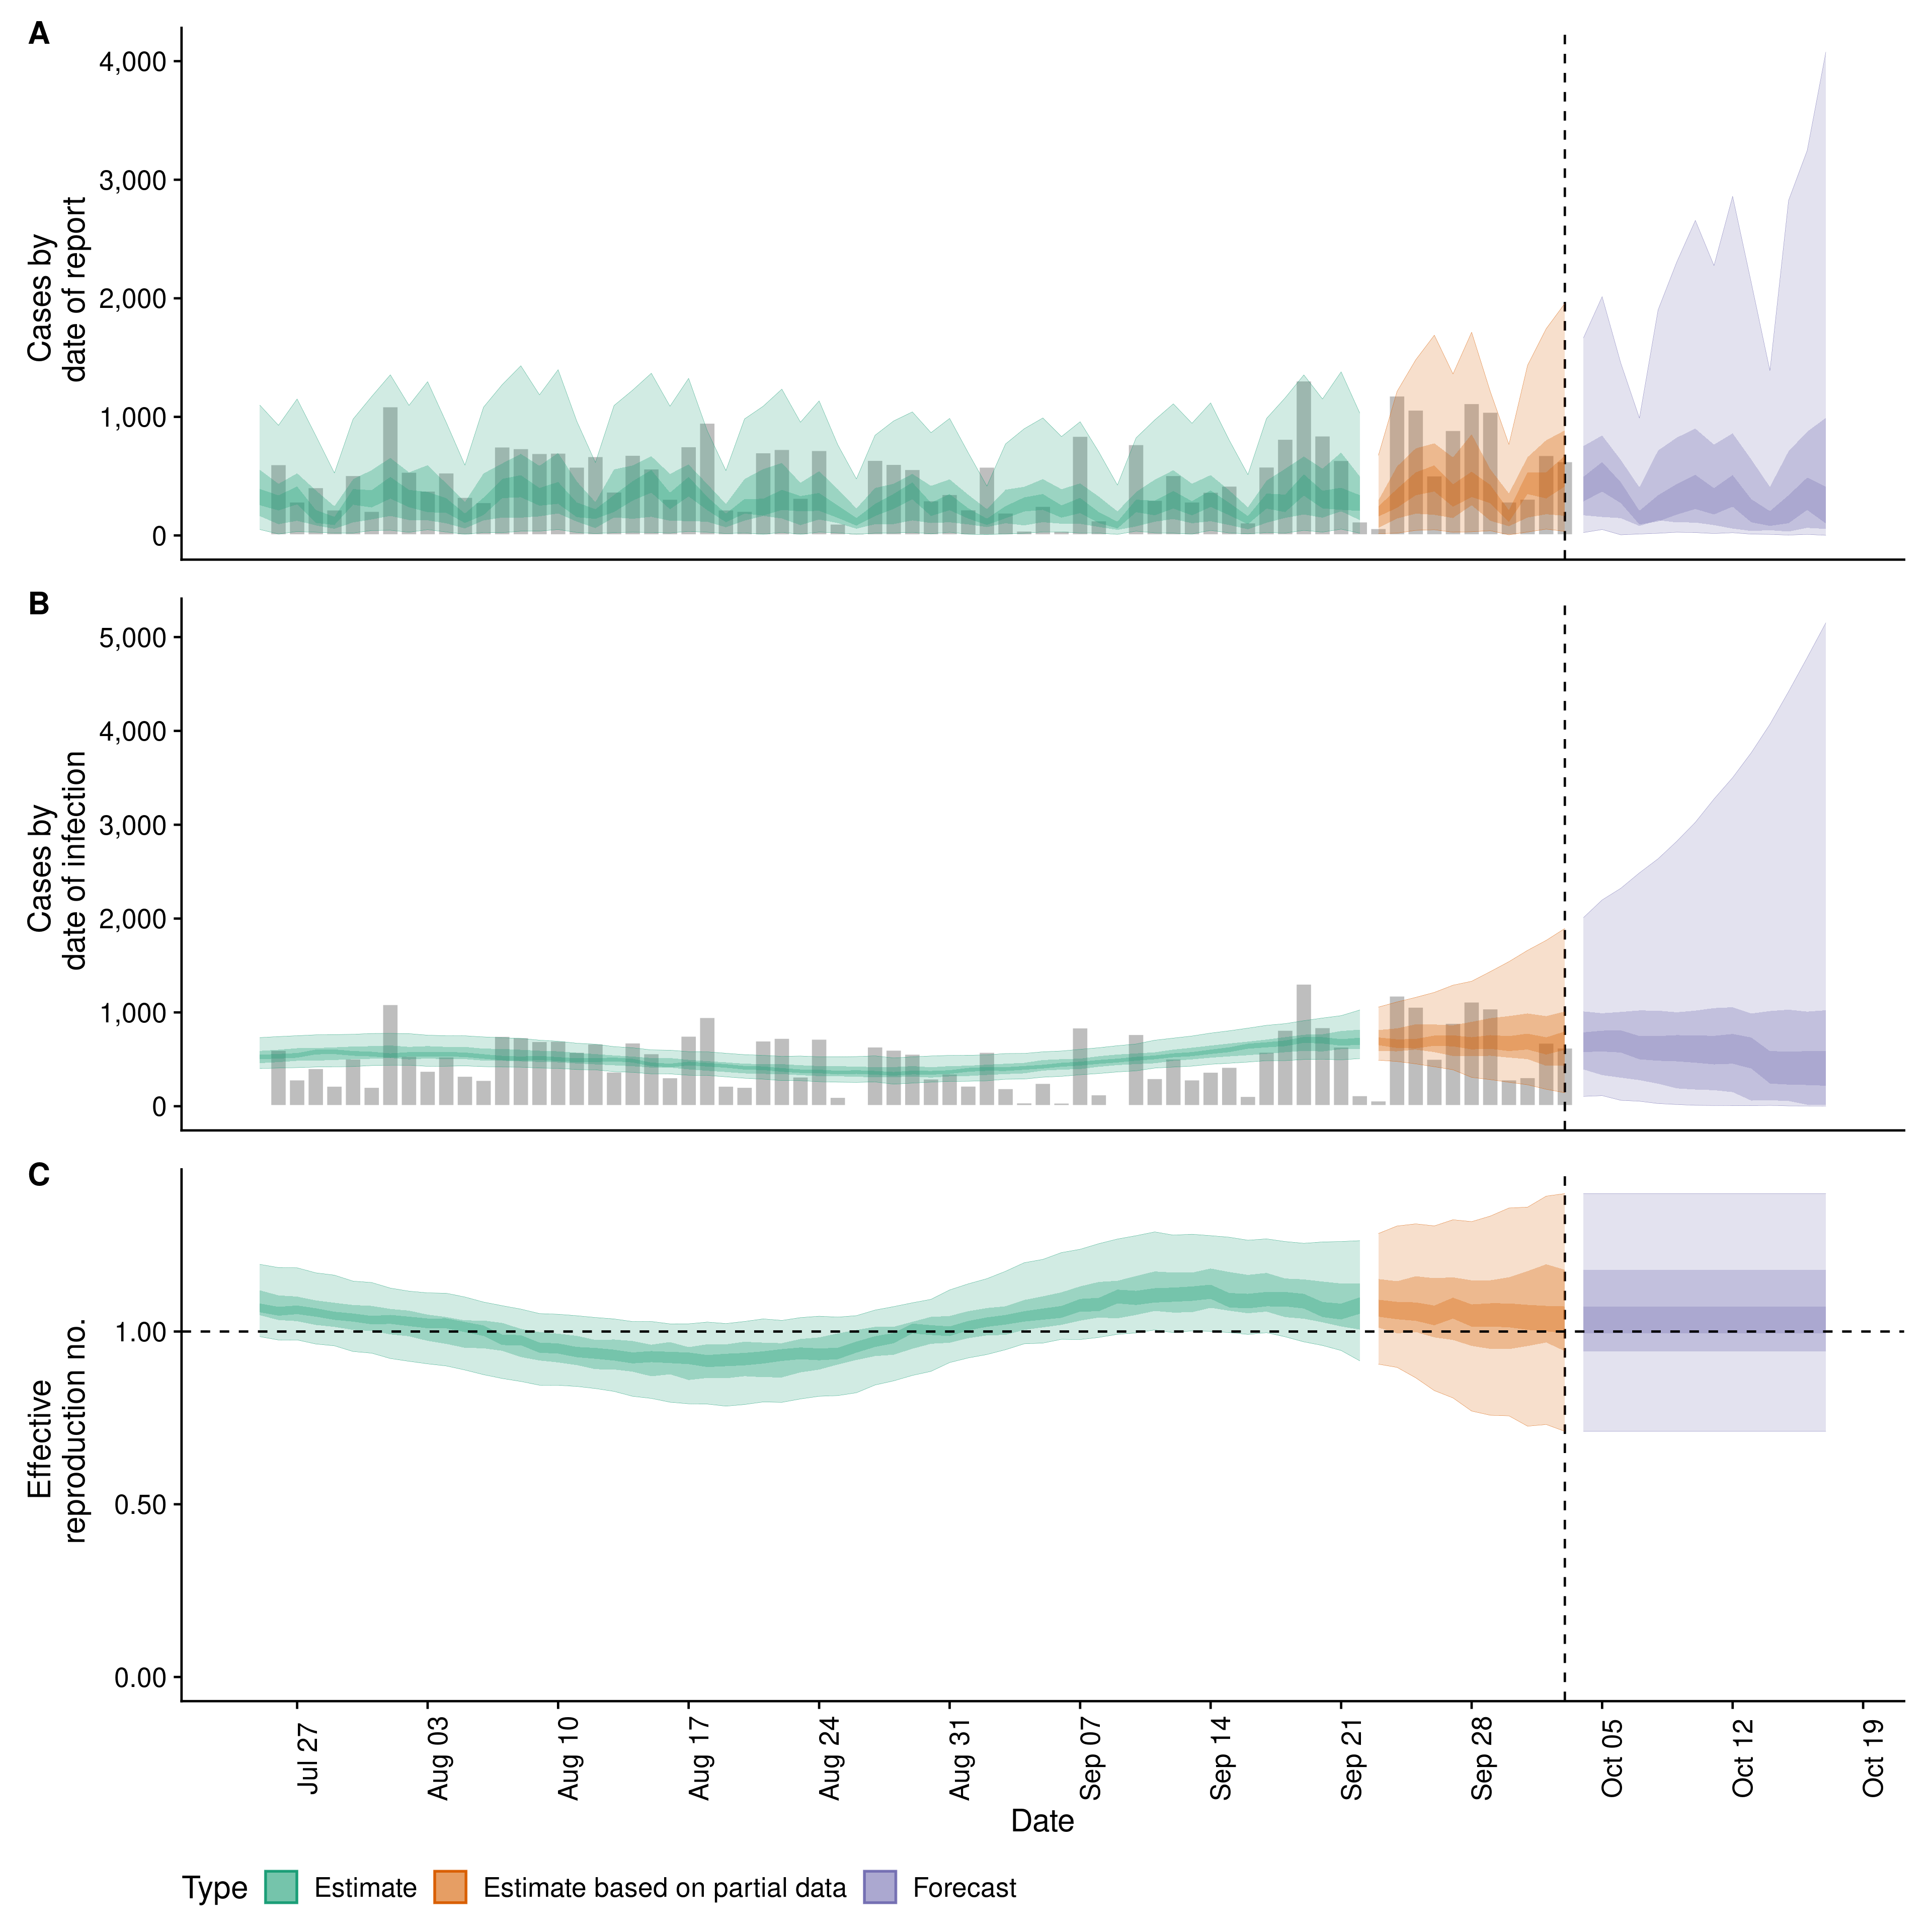 A
4,000
3,000
2,000
1,000
0
Cases by
date of report
B
5,000
4,000
3,000
2,000
1,000
0
Cases by
date of infection
C
1.00
0.50
0.00
Effective
reproduction no.
Jul 27
Aug 03
Aug 10
Aug 17
Aug 24
Aug 31
Sep 07
Sep 14
Sep 21
Sep 28
Oct 05
Oct 12
Oct 19
Date
Type Estimate Estimate based on partial data Forecast